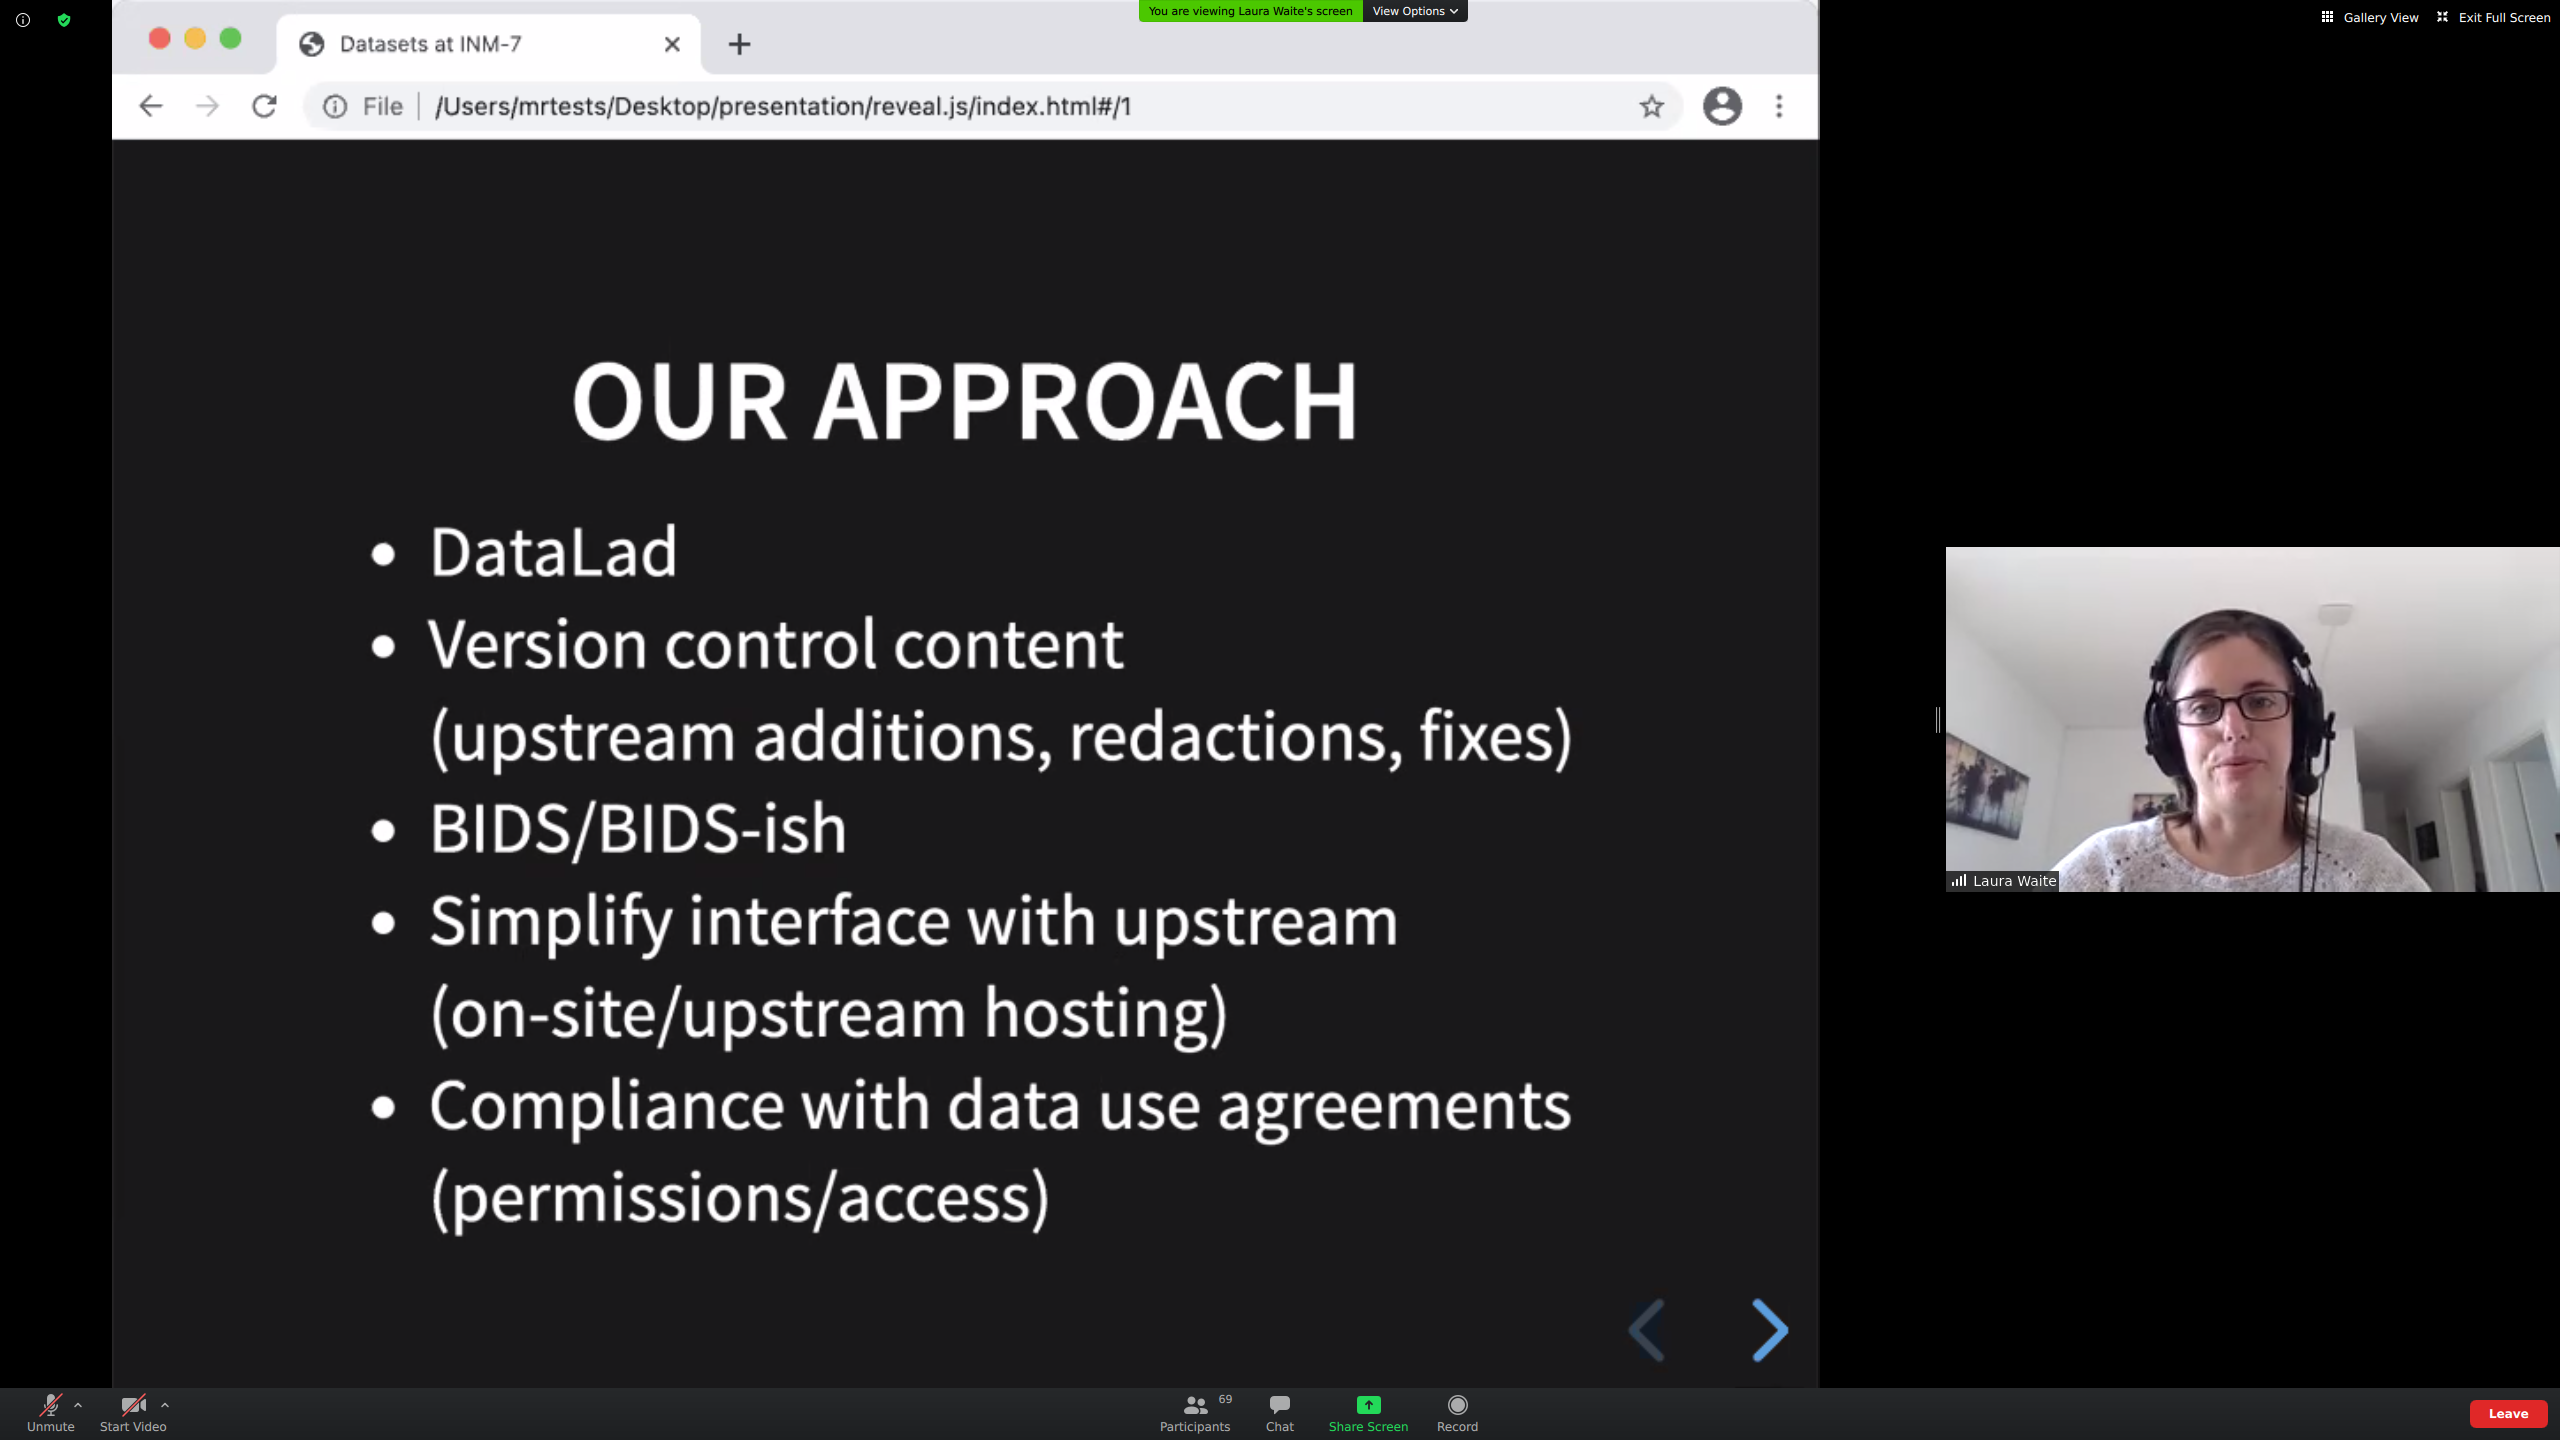 You are viewing Laura Waite's screen View Options
Gallery View Exit Full Screen
Datasets at INM-7
File /Users/mrtests/Desktop/presentation/reveal.js/index.html#/1
OUR APPROACH
DataLad
Version control content
(upstream additions, redactions, fixes)
BIDS/BIDS-ish
Simplify interface with upstream
(on-site/upstream hosting)
Compliance with data use agreements
(permissions/access)
Laura Waite
Unmute Start Video Participants 69 Chat Share Screen Record Leave